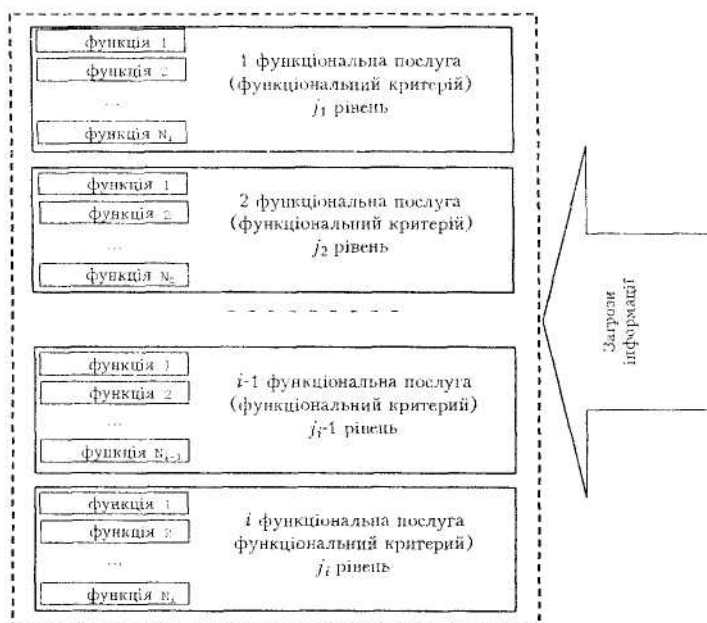 функція 1
функція 2
...
функція N₁
1 функціональна послуга
(функціональний критерій)
j₁ рівень
функція 1
функція 2
...
функція N₂
2 функціональна послуга
(функціональний критерій)
j₂ рівень
функція 1
функція 2
...
функція Nᵢ₋₁
i-1 функціональна послуга
(функціональний критерий)
jᵢ-1 рівень
функція 1
функція 2
...
функція Nᵢ
i функціональна послуга
функціональний критерий)
jᵢ рівень
Загрози
інформації